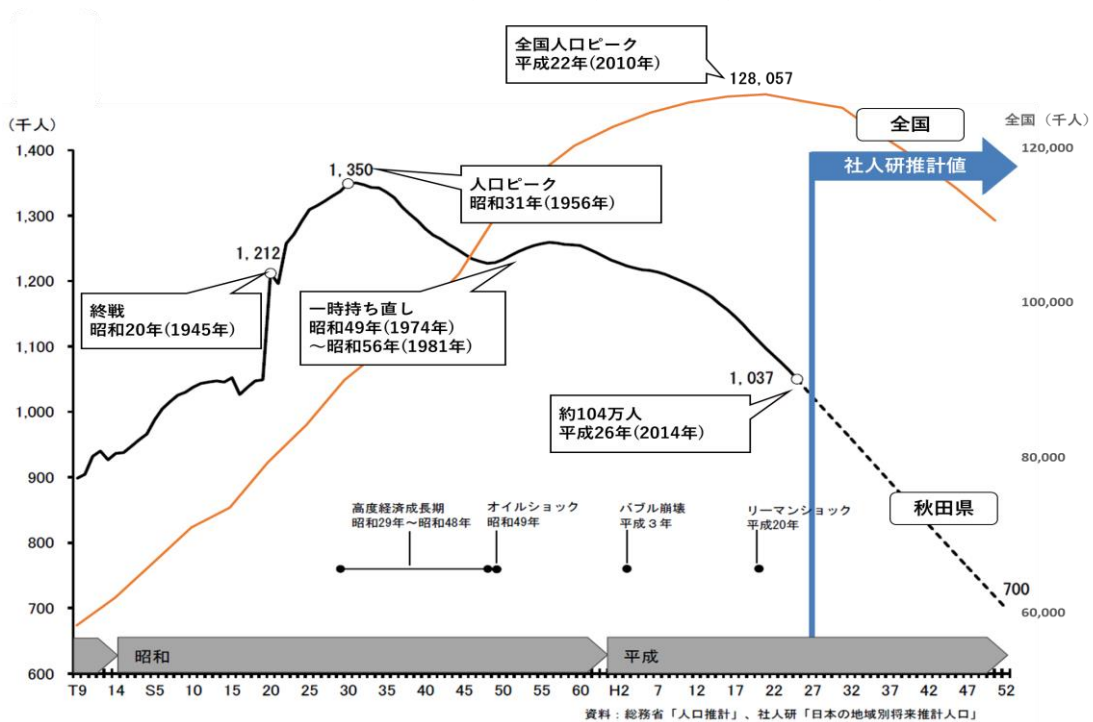 全国人口ピーク
平成22年(2010年)
128,057
(千人)
全国
全国（千人）
1,400
1,300
1,200
1,100
1,000
900
800
700
600
120,000
100,000
80,000
60,000
社人研推計値
1,350
人口ピーク
昭和31年(1956年)
1,212
終戦
昭和20年(1945年)
一時持ち直し
昭和49年(1974年)
～昭和56年(1981年)
1,037
約104万人
平成26年(2014年)
高度経済成長期
昭和29年～昭和48年
オイルショック
昭和49年
バブル崩壊
平成３年
リーマンショック
平成20年
秋田県
700
昭和
平成
T9 14 S5 10 15 20 25 30 35 40 45 50 55 60 H2 7 12 17 22 27 32 37 42 47 52
資料：総務省「人口推計」、社人研「日本の地域別将来推計人口」